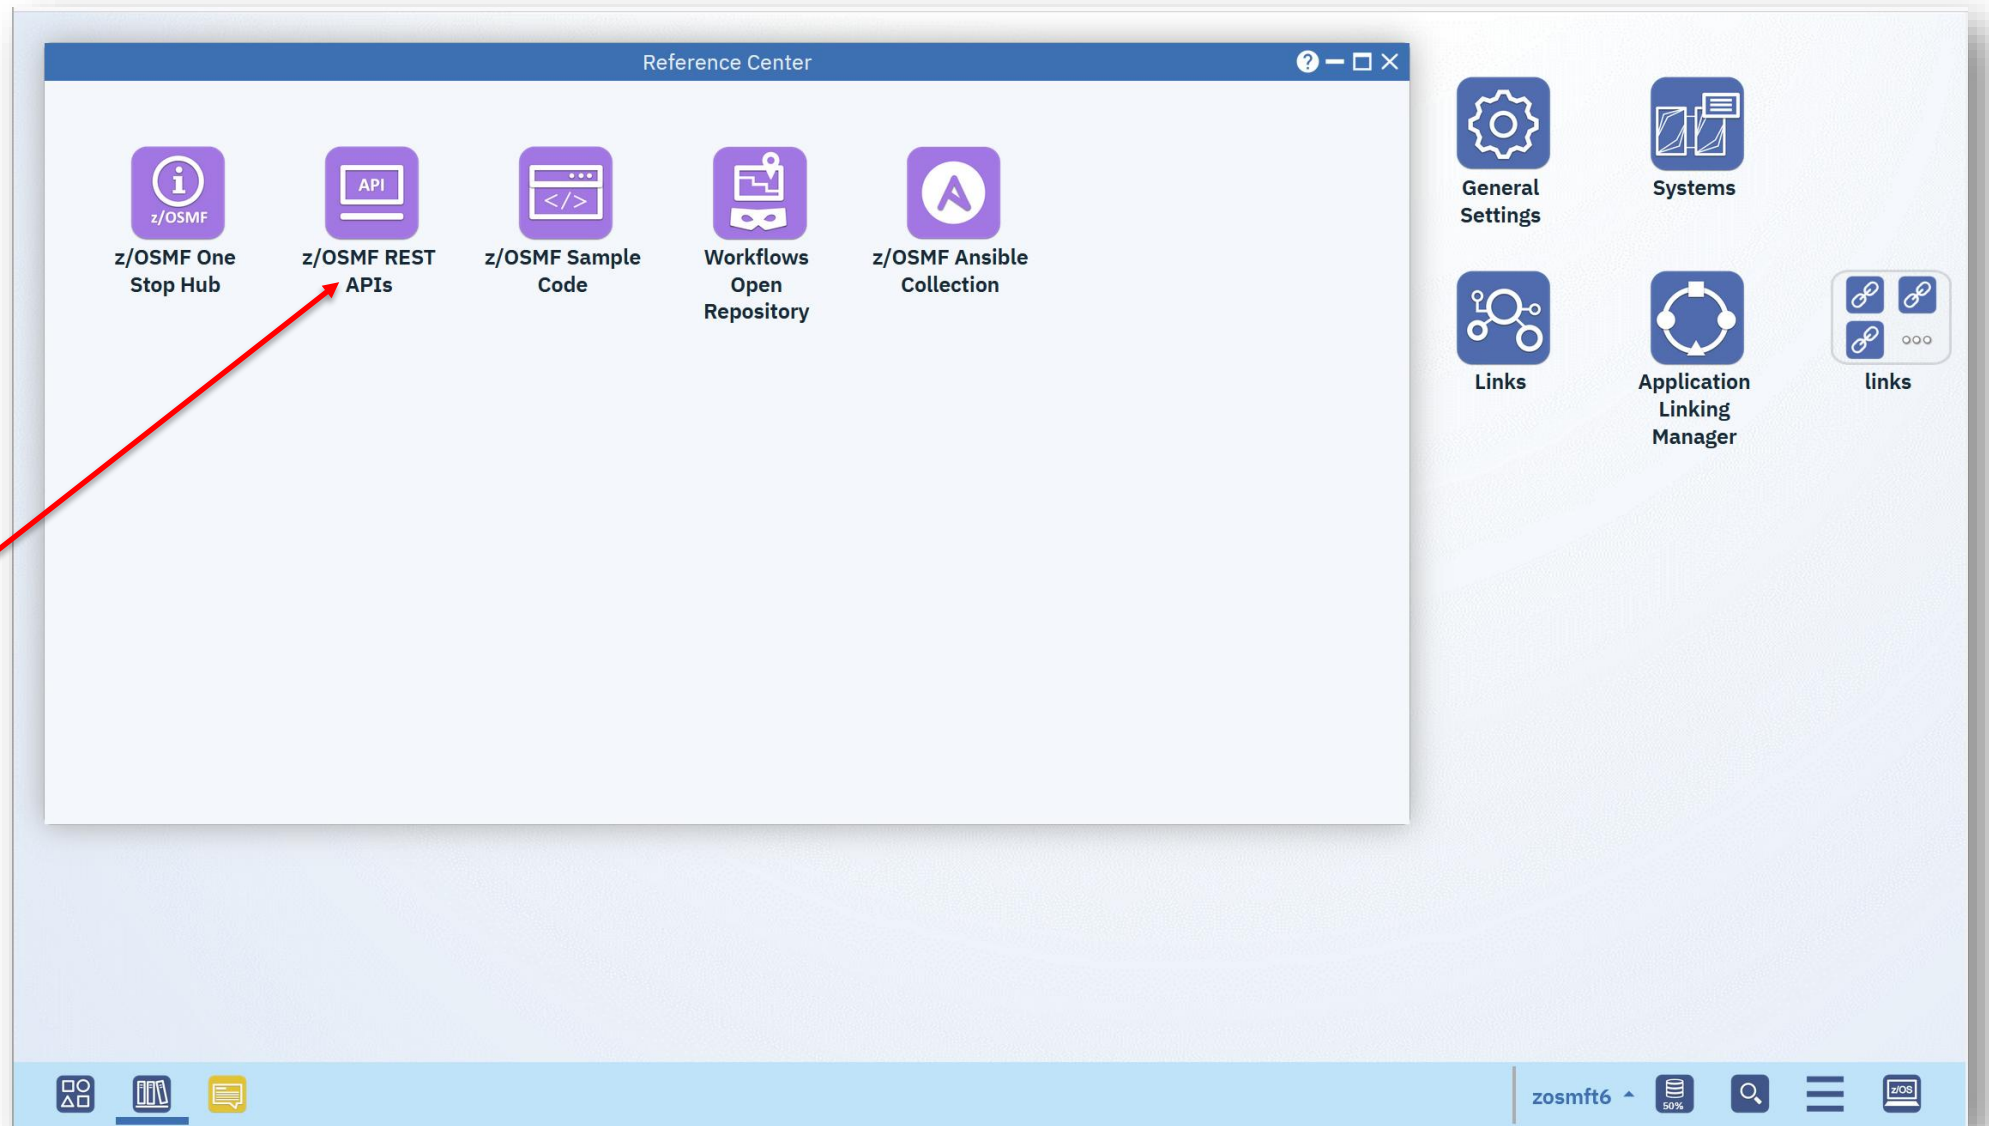 Reference Center
?
i
z/OSMF
API
</>
z/OSMF One
Stop Hub
z/OSMF REST
APIs
z/OSMF Sample
Code
Workflows
Open
Repository
z/OSMF Ansible
Collection
General
Settings
Systems
Links
Application
Linking
Manager
links
zosmft6
50%
z/OS